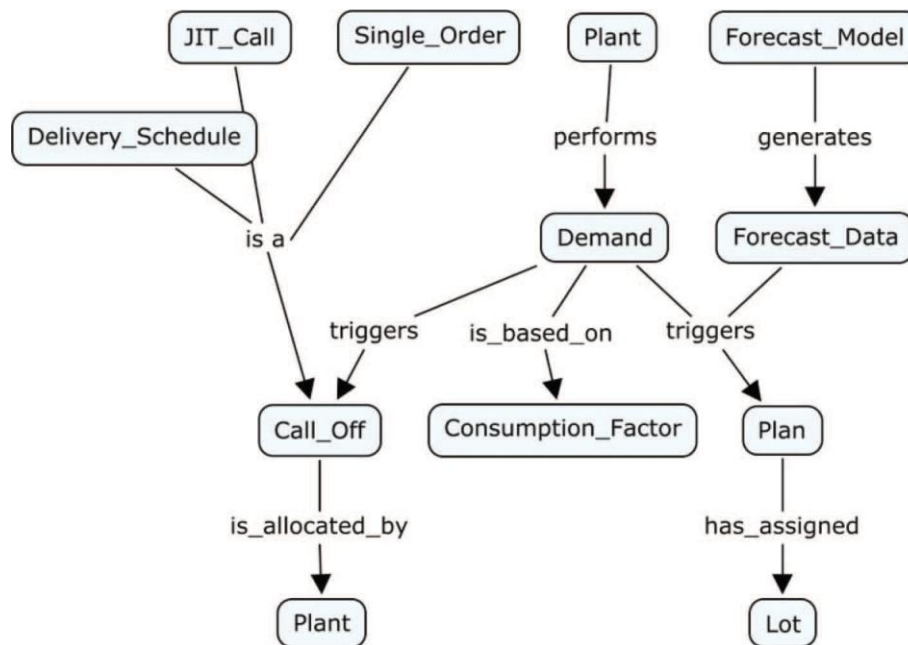 JIT_Call
Single_Order
Plant
Forecast_Model
Delivery_Schedule
performs
generates
is a
Demand
Forecast_Data
triggers
is_based_on
triggers
Call_Off
Consumption_Factor
Plan
is_allocated_by
has_assigned
Plant
Lot